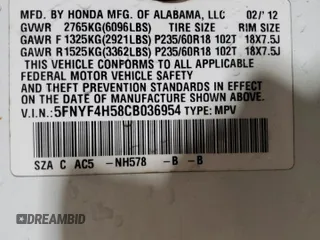 MFD. BY HONDA MFG. OF ALABAMA, LLC 02/'12
GVWR 2765KG(6096LBS) TIRE SIZE RIM SIZE
GAWR F 1325KG(2921LBS) P235/60R18 102T 18X7.5J
GAWR R 1525KG(3362LBS) P235/60R18 102T 18X7.5J
THIS VEHICLE CONFORMS TO ALL APPLICABLE
FEDERAL MOTOR VEHICLE SAFETY
AND THEFT PREVENTION STANDARDS IN EFFECT ON
THE DATE OF MANUFACTURE SHOWN ABOVE.
V.I.N.: 5FNYF4H58CB036954 TYPE: MPV
SZA C AC5 -NH578 -B -B
DREAMBID